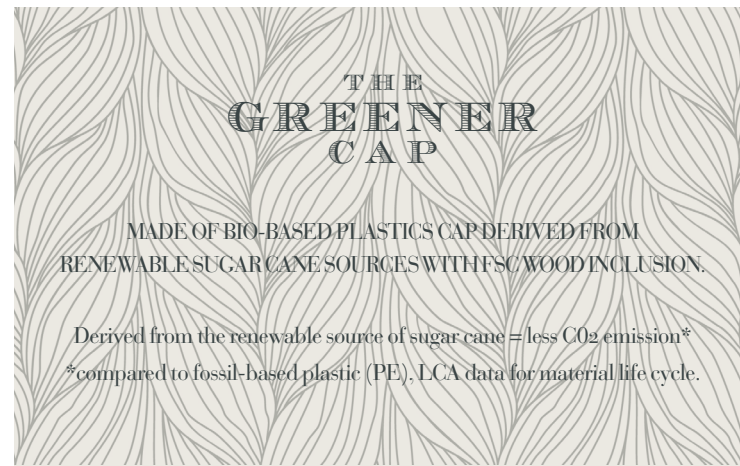 THE
GREENER
CAP
MADE OF BIO-BASED PLASTICS CAP DERIVED FROM
RENEWABLE SUGAR CANE SOURCES WITH FSC WOOD INCLUSION.
Derived from the renewable source of sugar cane = less C02 emission*
*compared to fossil-based plastic (PE), LCA data for material life cycle.